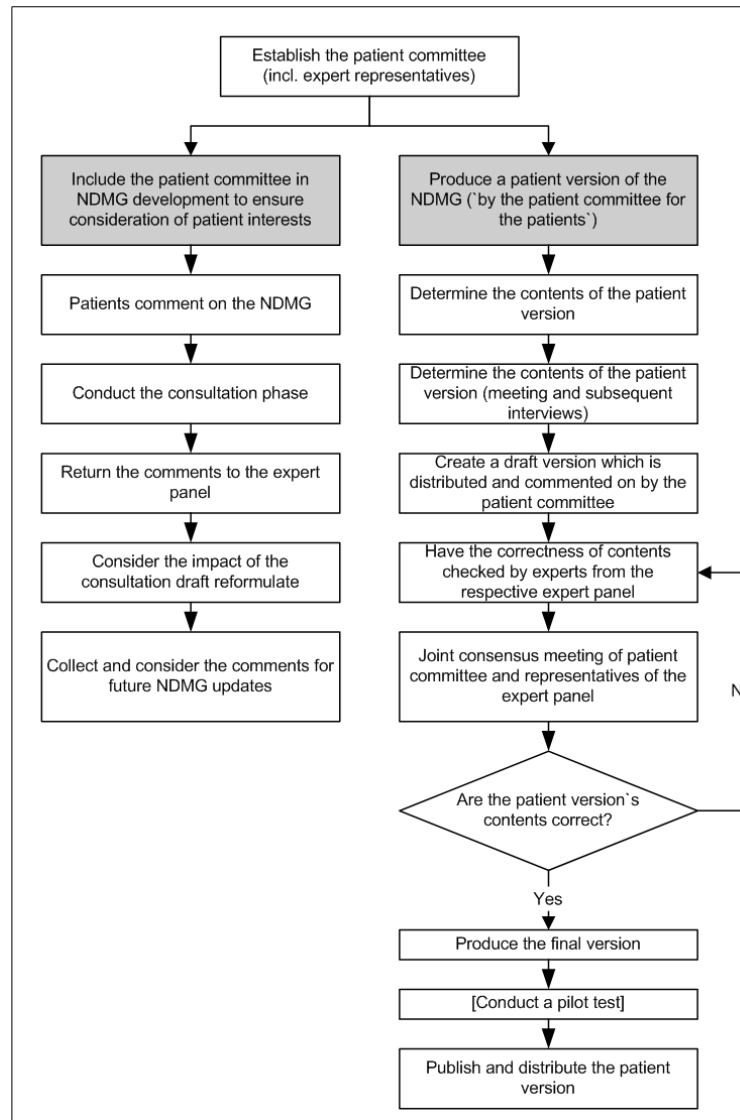 Establish the patient committee
(incl. expert representatives)
Include the patient committee in
NDMG development to ensure
consideration of patient interests
Patients comment on the NDMG
Conduct the consultation phase
Return the comments to the expert
panel
Consider the impact of the
consultation draft reformulate
Collect and consider the comments for
future NDMG updates
Produce a patient version of the
NDMG (`by the patient committee for
the patients`)
Determine the contents of the patient
version
Determine the contents of the patient
version (meeting and subsequent
interviews)
Create a draft version which is
distributed and commented on by the
patient committee
Have the correctness of contents
checked by experts from the
respective expert panel
Joint consensus meeting of patient
committee and representatives of the
expert panel
Are the patient version`s
contents correct?
Yes
Produce the final version
[Conduct a pilot test]
Publish and distribute the patient
version